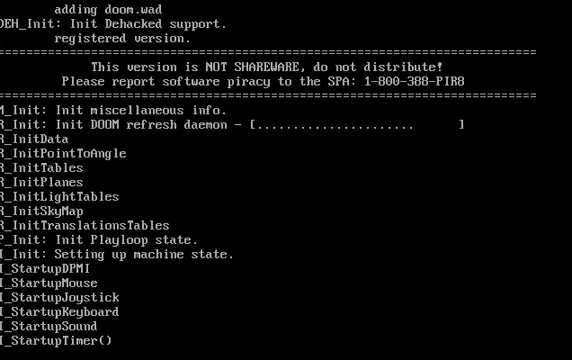 adding doom.wad
DEH_Init: Init Dehacked support.
registered version.
===========================================================================
This version is NOT SHAREWARE, do not distribute!
Please report software piracy to the SPA: 1-800-388-PIR8
===========================================================================
M_Init: Init miscellaneous info.
R_Init: Init DOOM refresh daemon - [......................      ]
R_InitData
R_InitPointToAngle
R_InitTables
R_InitPlanes
R_InitLightTables
R_InitSkyMap
R_InitTranslationsTables
P_Init: Init Playloop state.
I_Init: Setting up machine state.
I_StartupDPMI
I_StartupMouse
I_StartupJoystick
I_StartupKeyboard
I_StartupSound
I_StartupTimer()